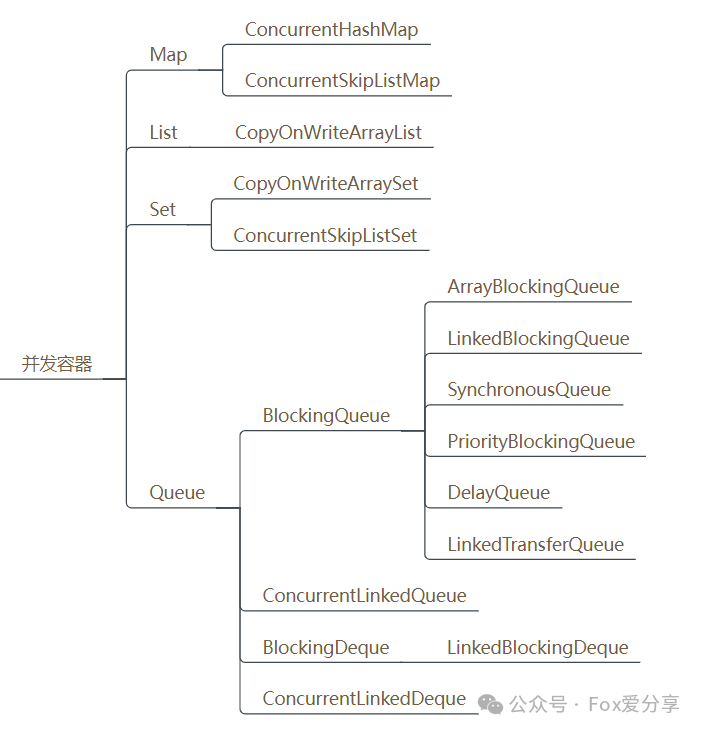 并发容器
Map
ConcurrentHashMap
ConcurrentSkipListMap
List
CopyOnWriteArrayList
Set
CopyOnWriteArraySet
ConcurrentSkipListSet
Queue
BlockingQueue
ArrayBlockingQueue
LinkedBlockingQueue
SynchronousQueue
PriorityBlockingQueue
DelayQueue
LinkedTransferQueue
ConcurrentLinkedQueue
BlockingDeque
LinkedBlockingDeque
ConcurrentLinkedDeque
公众号 · Fox爱分享